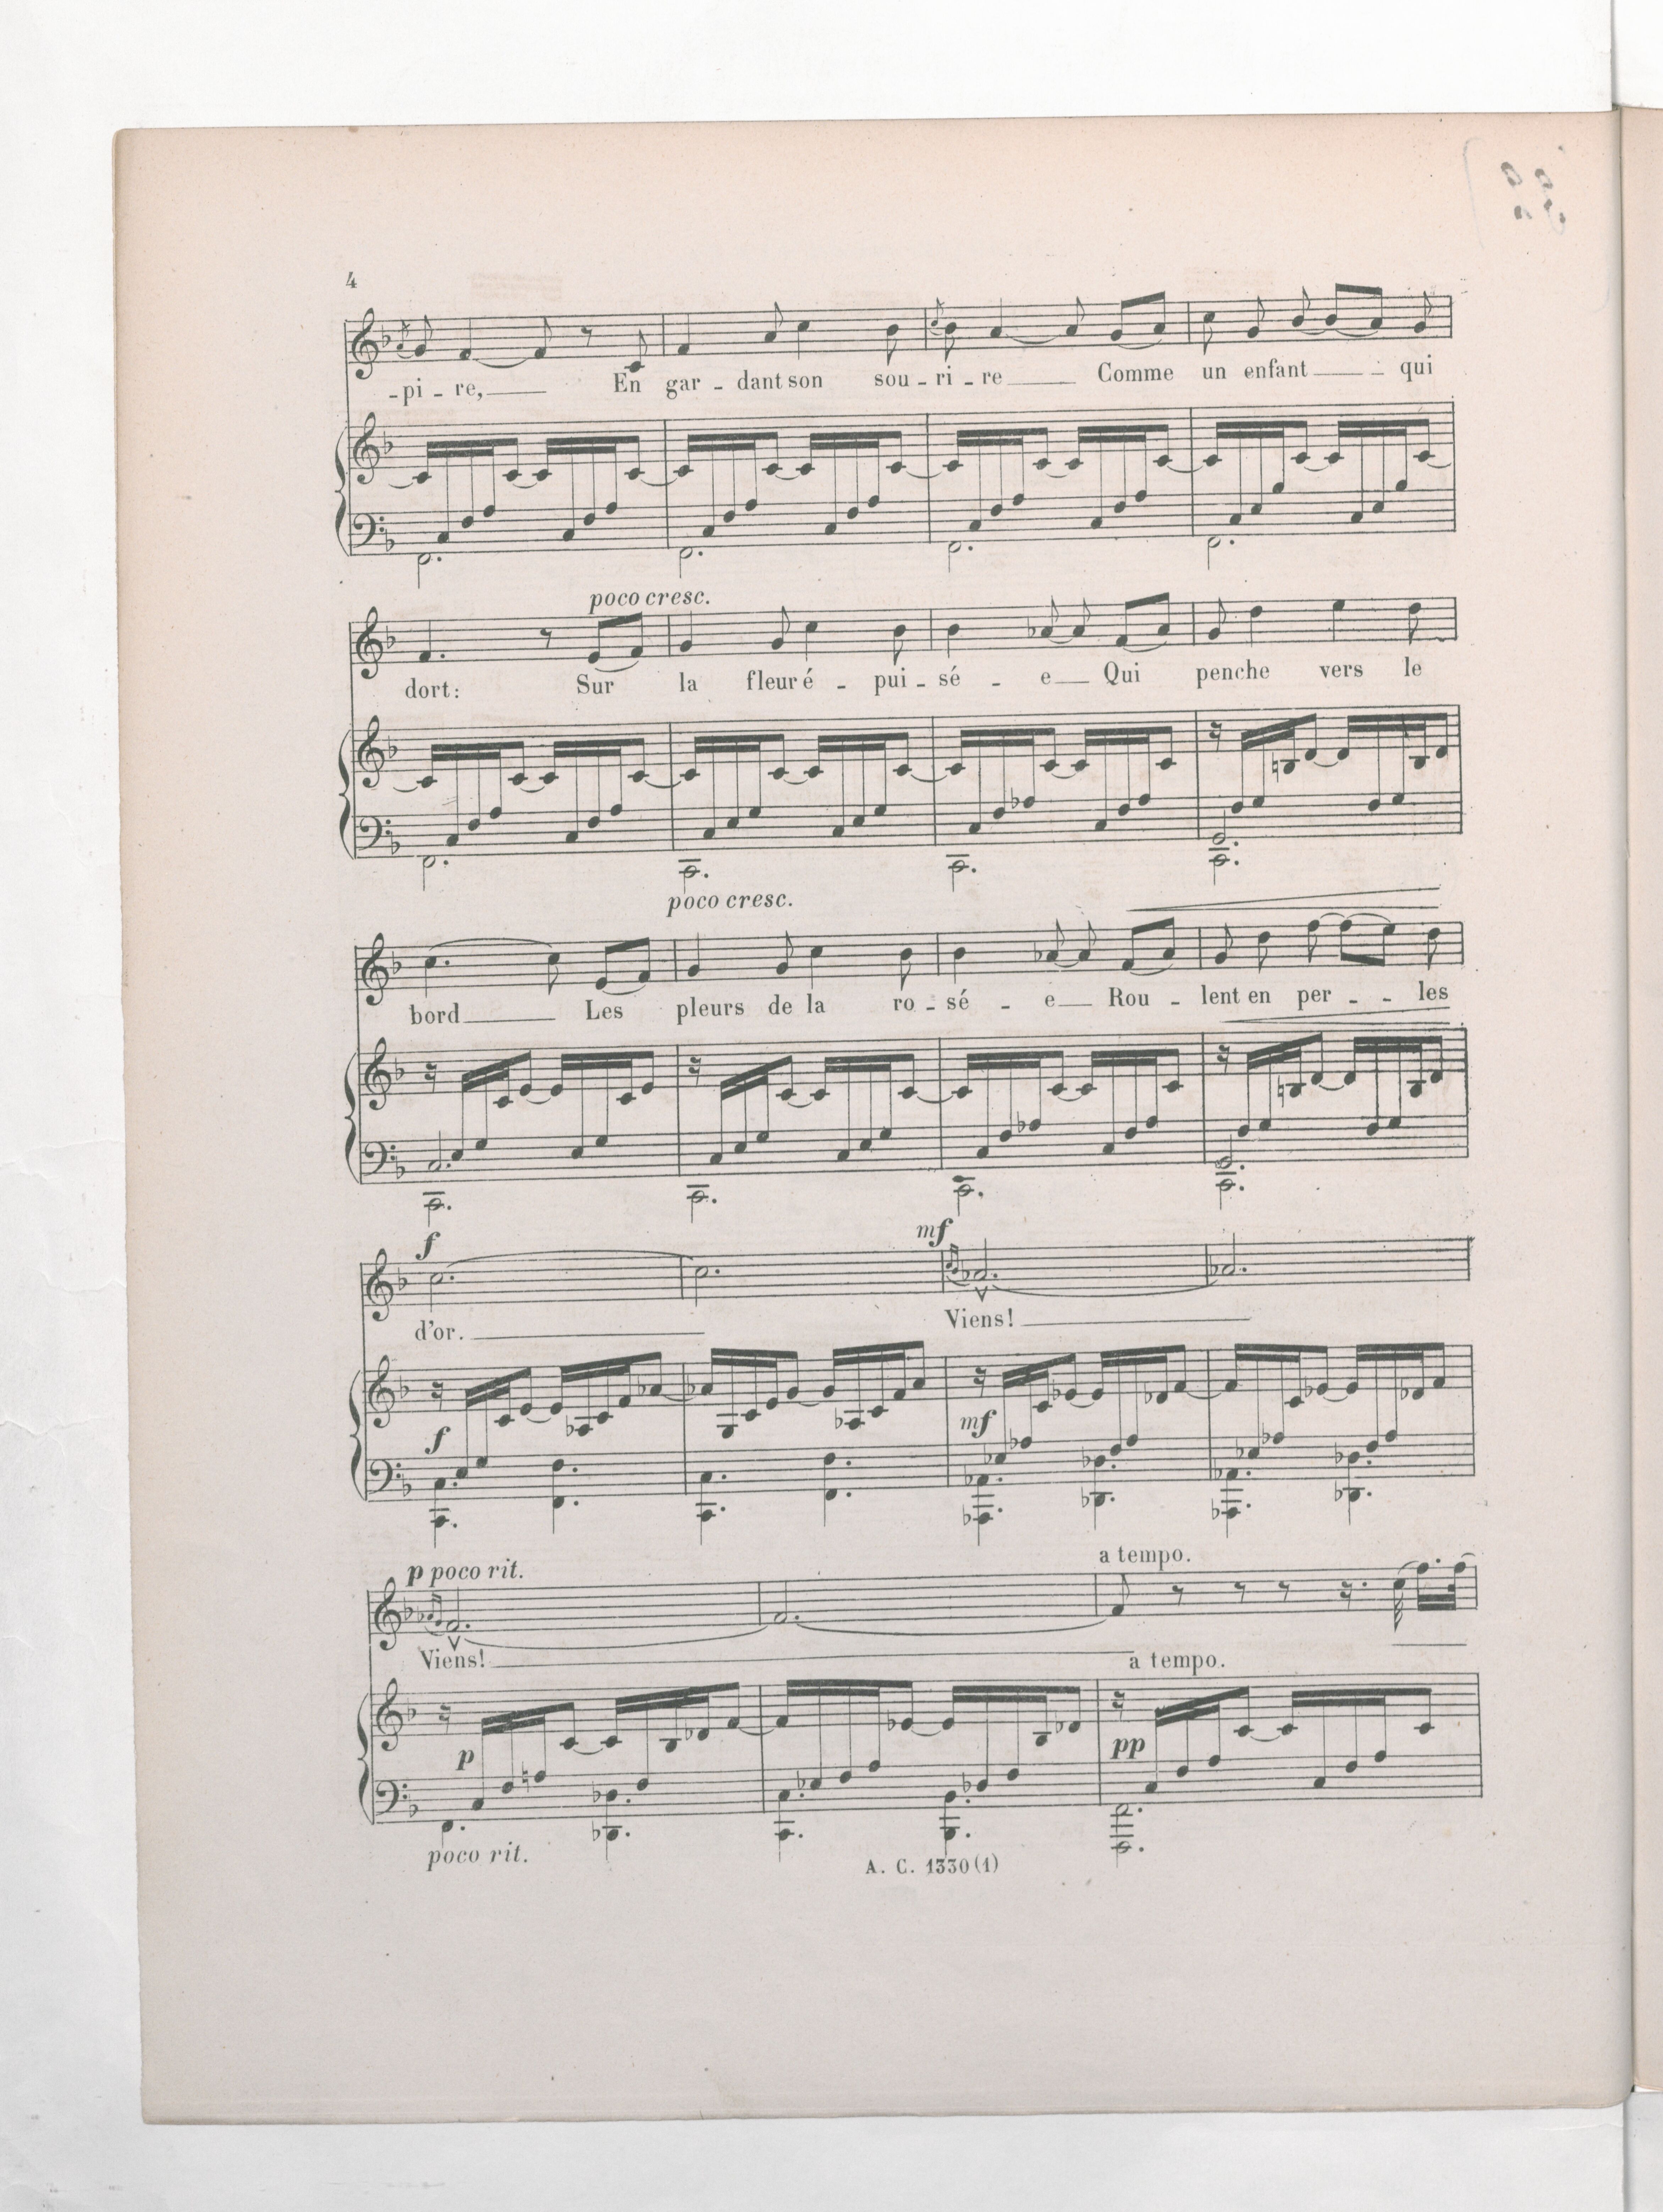 4
-pi - re, En gar - dant son sou - ri - re Comme un enfant - qui
poco cresc.
dort: Sur la fleur é - pui - sé - e Qui penche vers le
poco cresc.
bord Les pleurs de la ro - sé - e Rou - lent en per - - les
f mf
d'or. Viens!
f mf
p poco rit. a tempo.
Viens!
a tempo.
p pp
poco rit.
A. C. 1330 (1)